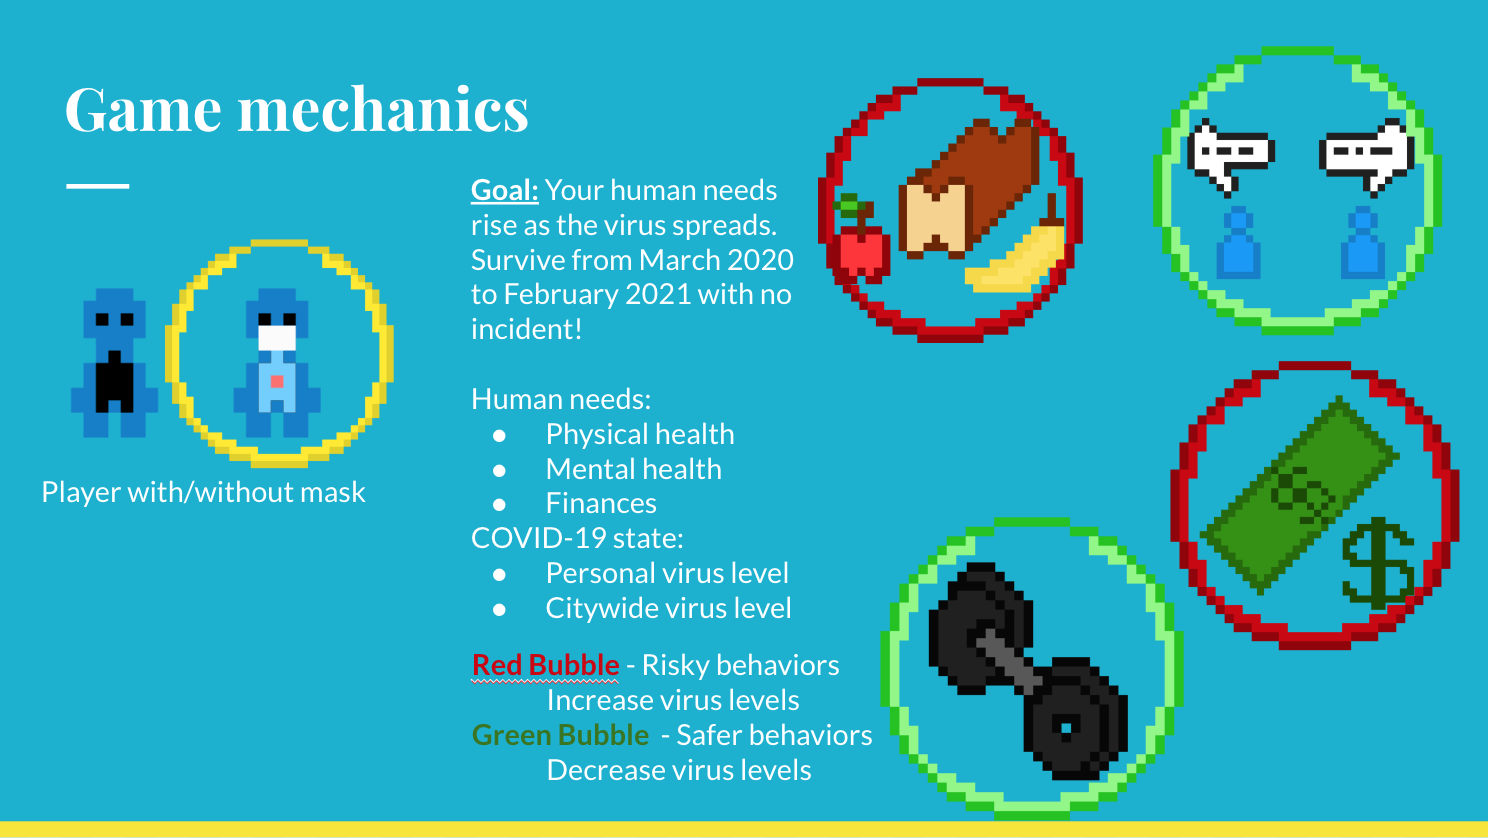 Game mechanics
Goal: Your human needs
rise as the virus spreads.
Survive from March 2020
to February 2021 with no
incident!
Human needs:
● Physical health
● Mental health
● Finances
COVID-19 state:
● Personal virus level
● Citywide virus level
Red Bubble - Risky behaviors
Increase virus levels
Green Bubble - Safer behaviors
Decrease virus levels
Player with/without mask
$